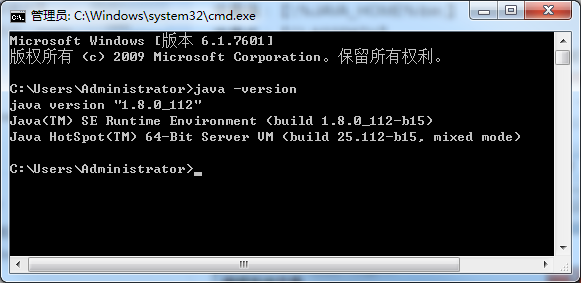 管理员: C:\Windows\system32\cmd.exe
Microsoft Windows [版本 6.1.7601]
版权所有 (c) 2009 Microsoft Corporation。保留所有权利。
C:\Users\Administrator>java -version
java version "1.8.0_112"
Java(TM) SE Runtime Environment (build 1.8.0_112-b15)
Java HotSpot(TM) 64-Bit Server VM (build 25.112-b15, mixed mode)
C:\Users\Administrator>_